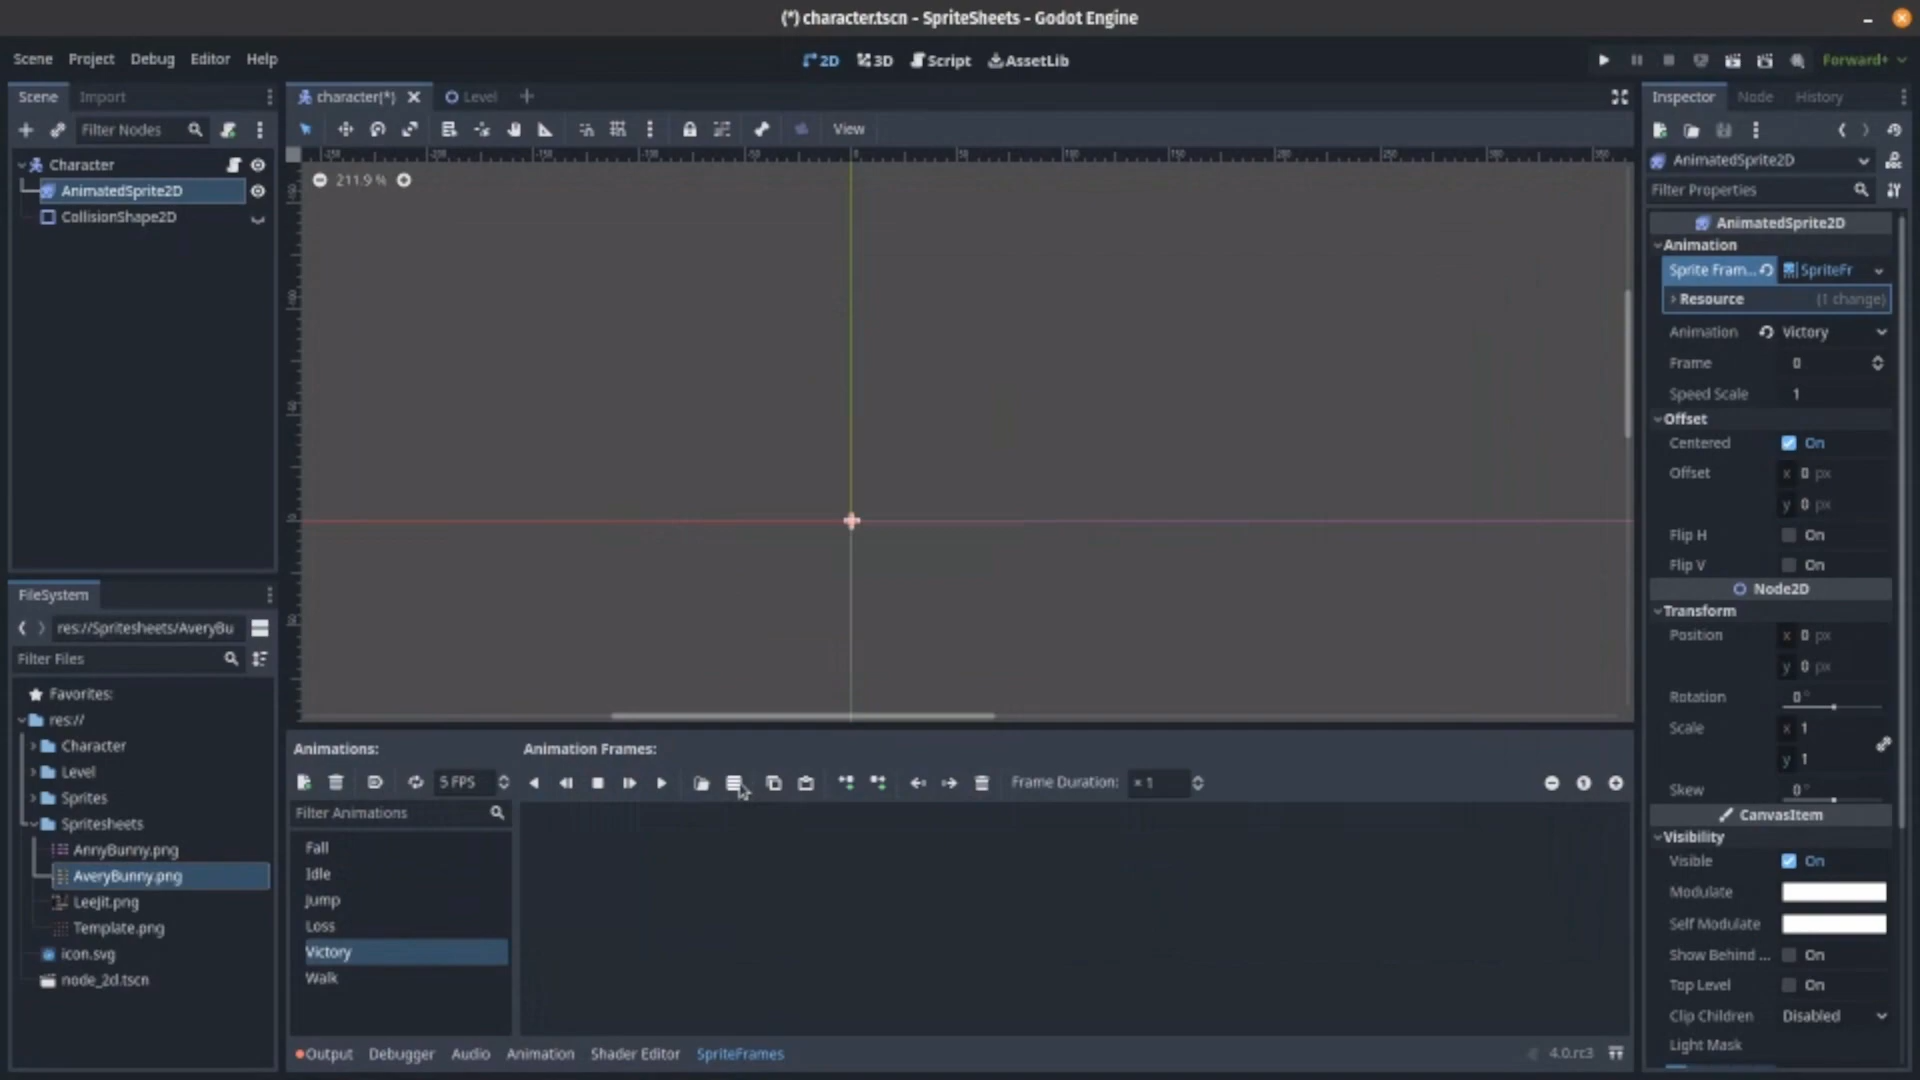 (*) character.tscn - SpriteSheets - Godot Engine
Scene Project Debug Editor Help
2D 3D Script AssetLib
Forward+
Scene Import
character(*) Level
Inspector Node History
Filter Nodes
View
Character
AnimatedSprite2D
CollisionShape2D
211.9 %
AnimatedSprite2D
Filter Properties
AnimatedSprite2D
Animation
Sprite Fram... SpriteFr
Resource (1 change)
Animation Victory
Frame 0
Speed Scale 1
Offset
Centered On
Offset x 0 px
y 0 px
Flip H On
Flip V On
Node2D
Transform
Position x 0 px
y 0 px
Rotation 0 °
Scale x 1
y 1
Skew 0 °
CanvasItem
Visibility
Visible On
Modulate
Self Modulate
Show Behind ... On
Top Level On
Clip Children Disabled
Light Mask
FileSystem
res://Spritesheets/AveryBu
Filter Files
Favorites:
res://
Character
Level
Sprites
Spritesheets
AnnyBunny.png
AveryBunny.png
LeeJit.png
Template.png
icon.svg
node_2d.tscn
Animations: Animation Frames:
5 FPS
Frame Duration: × 1
Filter Animations
Fall
Idle
Jump
Loss
Victory
Walk
Output Debugger Audio Animation Shader Editor SpriteFrames
4.0.rc3